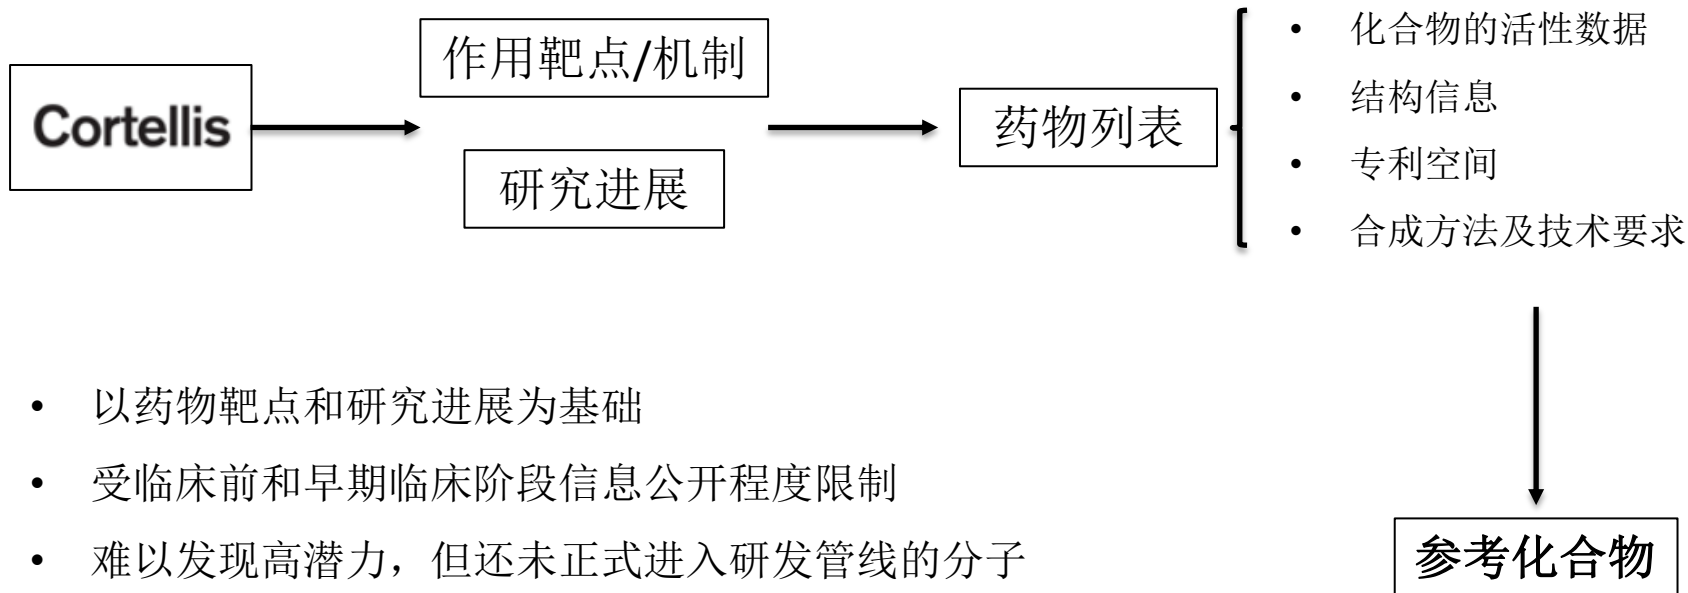 Cortellis
作用靶点/机制
研究进展
药物列表
• 化合物的活性数据
• 结构信息
• 专利空间
• 合成方法及技术要求
• 以药物靶点和研究进展为基础
• 受临床前和早期临床阶段信息公开程度限制
• 难以发现高潜力，但还未正式进入研发管线的分子
参考化合物